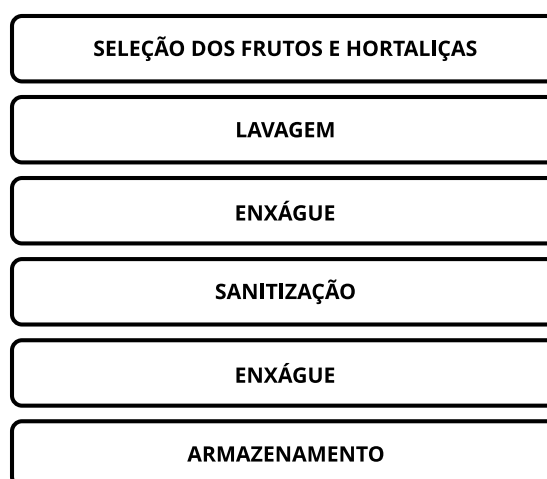 SELEÇÃO DOS FRUTOS E HORTALIÇAS
LAVAGEM
ENXÁGUE
SANITIZAÇÃO
ENXÁGUE
ARMAZENAMENTO